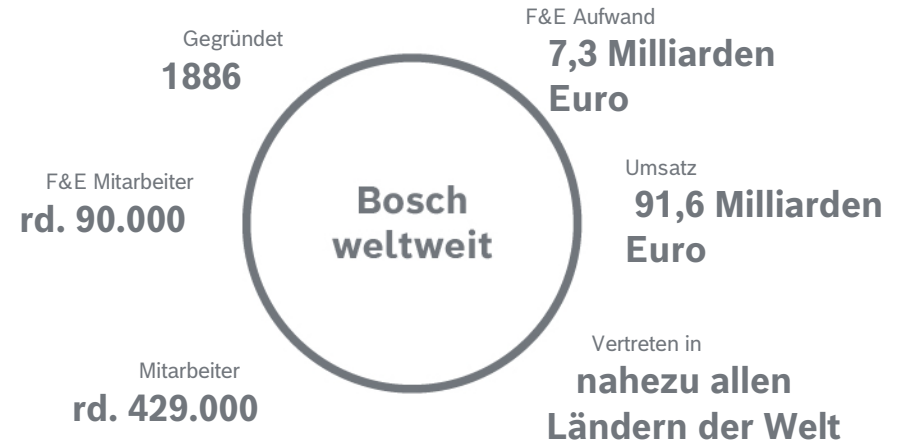 Gegründet
1886
F&E Mitarbeiter
rd. 90.000
Mitarbeiter
rd. 429.000
Bosch
weltweit
F&E Aufwand
7,3 Milliarden
Euro
Umsatz
91,6 Milliarden
Euro
Vertreten in
nahezu allen
Ländern der Welt